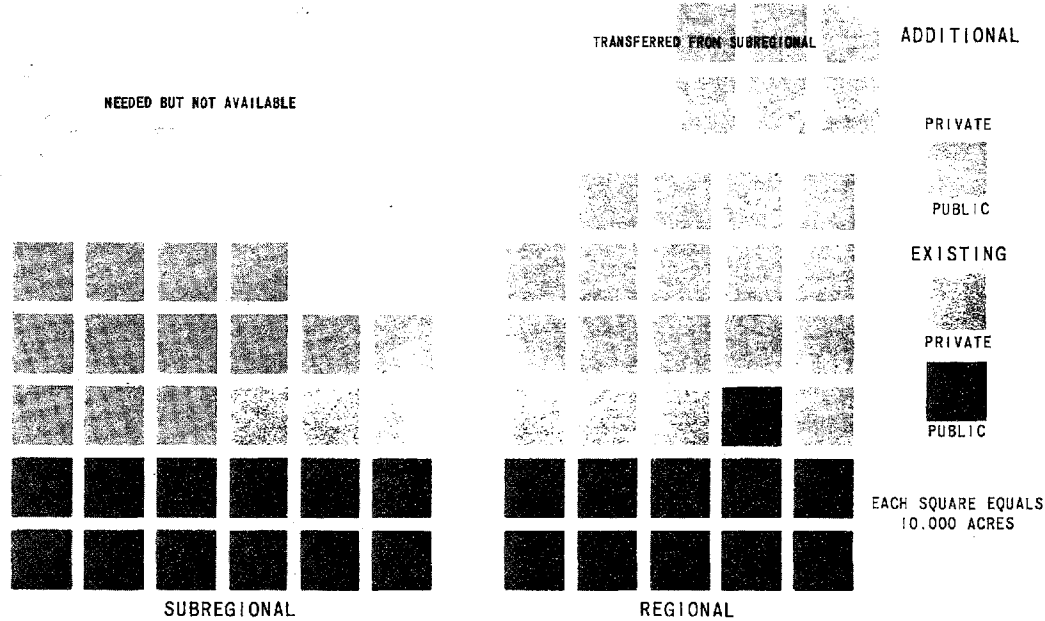 TRANSFERRED FROM SUBREGIONAL
ADDITIONAL
NEEDED BUT NOT AVAILABLE
PRIVATE
PUBLIC
EXISTING
PRIVATE
PUBLIC
EACH SQUARE EQUALS
10,000 ACRES
SUBREGIONAL
REGIONAL